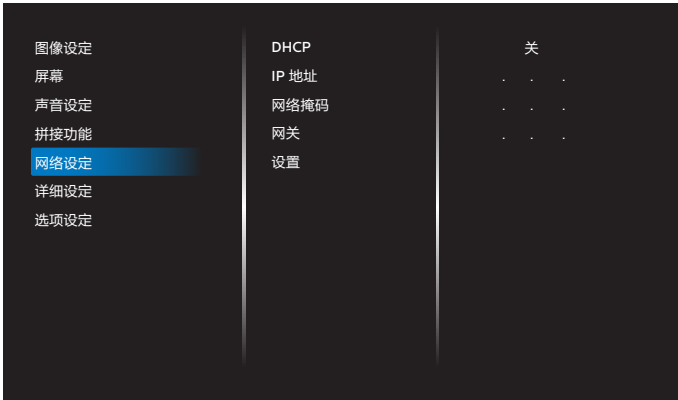 图像设定
屏幕
声音设定
拼接功能
网络设定
详细设定
选项设定
DHCP 关
IP 地址 . . .
网络掩码 . . .
网关 . . .
设置